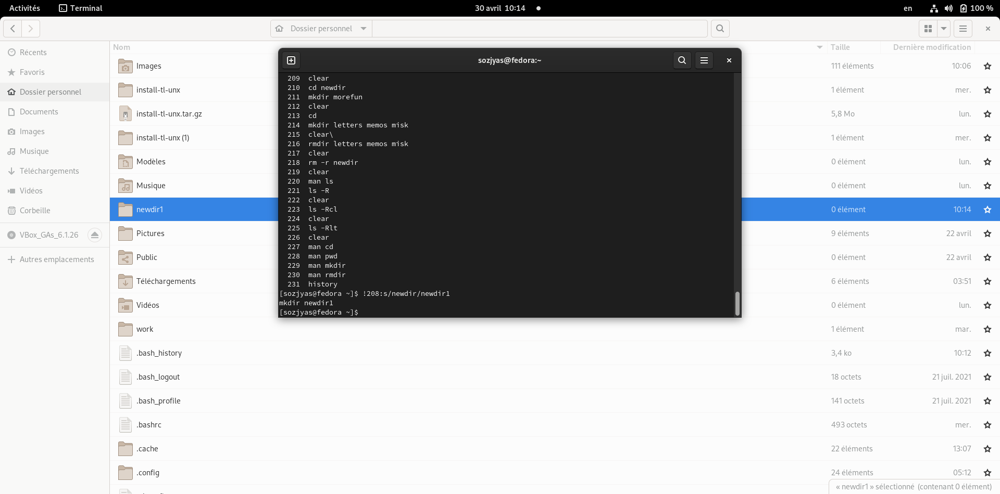 Activités Terminal 30 avril 10:14 en 100 %
Dossier personnel
Récents
Favoris
Dossier personnel
Documents
Images
Musique
Téléchargements
Vidéos
Corbeille
VBox_GAs_6.1.26
Autres emplacements
Nom Taille Dernière modification
Images 111 éléments 10:06
install-tl-unx 1 élément mer.
install-tl-unx.tar.gz 5,8 Mo lun.
install-tl-unx (1) 1 élément mer.
Modèles 0 élément lun.
Musique 0 élément lun.
newdir1 0 élément 10:14
Pictures 9 éléments 22 avril
Public 0 élément 22 avril
Téléchargements 6 éléments 03:51
Vidéos 0 élément lun.
work 1 élément mar.
.bash_history 3,4 ko 10:12
.bash_logout 18 octets 21 juil. 2021
.bash_profile 141 octets 21 juil. 2021
.bashrc 493 octets mer.
.cache 22 éléments 13:07
.config 24 éléments 05:12
« newdir1 » sélectionné (contenant 0 élément)
sozjyas@fedora:~
209 clear
210 cd newdir
211 mkdir morefun
212 clear
213 cd
214 mkdir letters memos misk
215 clear\
216 rmdir letters memos misk
217 clear
218 rm -r newdir
219 clear
220 man ls
221 ls -R
222 clear
223 ls -Rcl
224 clear
225 ls -Rlt
226 clear
227 man cd
228 man pwd
229 man mkdir
230 man rmdir
231 history
[sozjyas@fedora ~]$ !208:s/newdir/newdir1
mkdir newdir1
[sozjyas@fedora ~]$